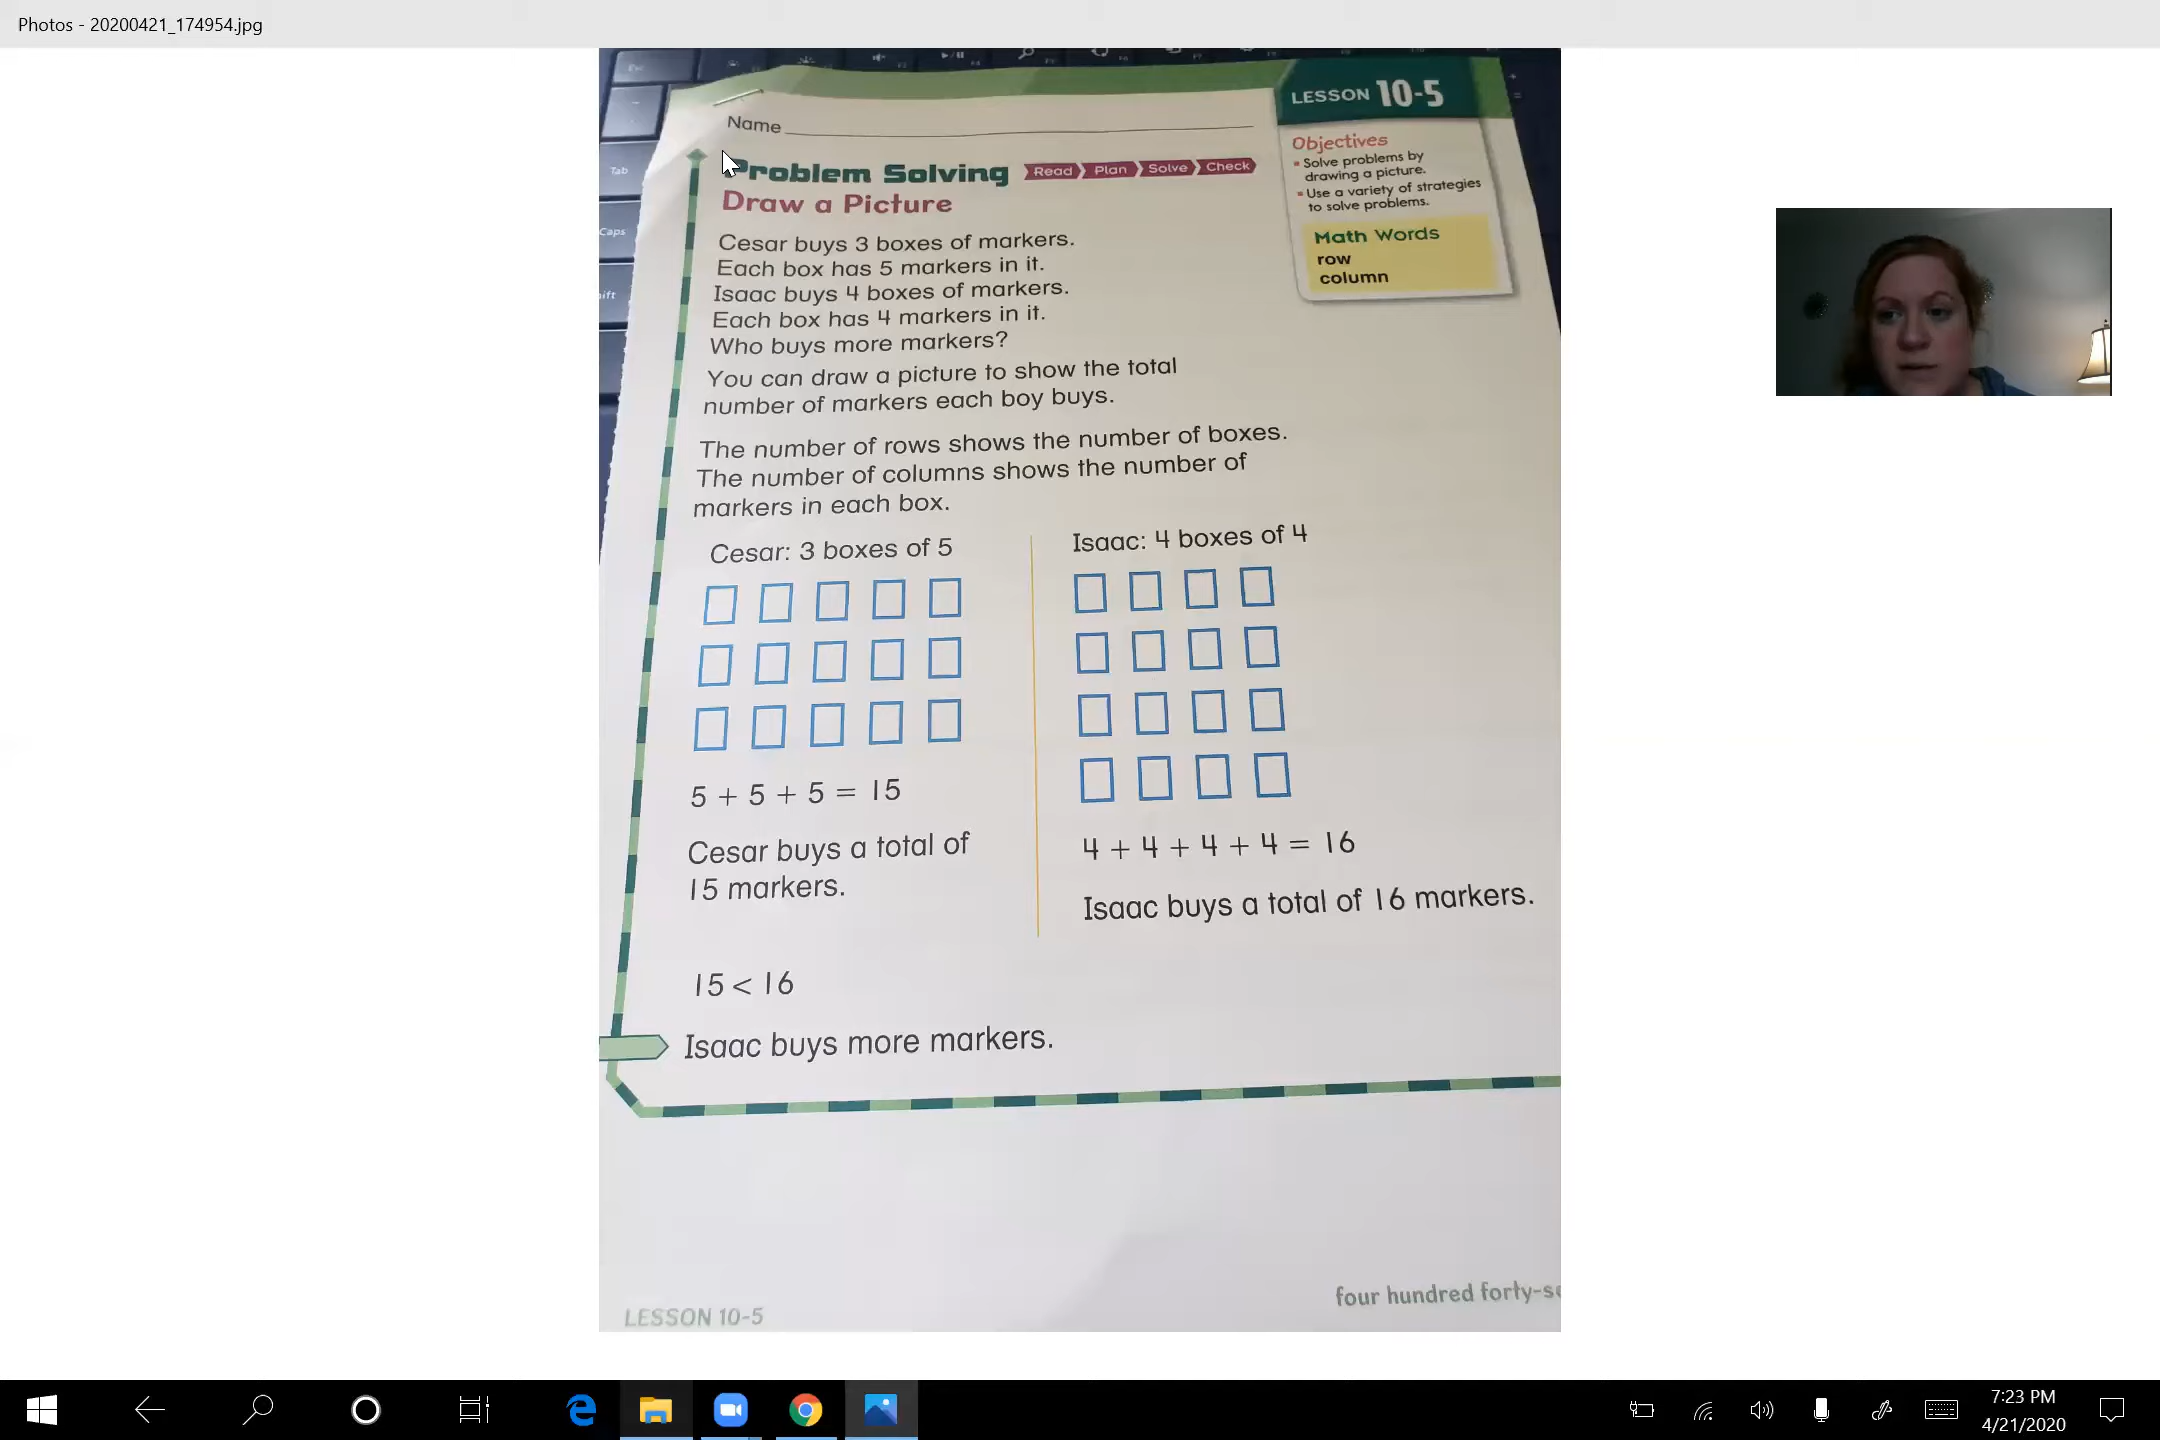 Photos - 20200421_174954.jpg
LESSON 10-5
Name
Problem Solving Read Plan Solve Check
Draw a Picture
Objectives
▪ Solve problems by
drawing a picture.
▪ Use a variety of strategies
to solve problems.
Math Words
row
column
Cesar buys 3 boxes of markers.
Each box has 5 markers in it.
Isaac buys 4 boxes of markers.
Each box has 4 markers in it.
Who buys more markers?
You can draw a picture to show the total
number of markers each boy buys.
The number of rows shows the number of boxes.
The number of columns shows the number of
markers in each box.
Cesar: 3 boxes of 5
5 + 5 + 5 = 15
Cesar buys a total of
15 markers.
Isaac: 4 boxes of 4
4 + 4 + 4 + 4 = 16
Isaac buys a total of 16 markers.
15 < 16
Isaac buys more markers.
LESSON 10-5
four hundred
Tab
Caps
7:23 PM
4/21/2020